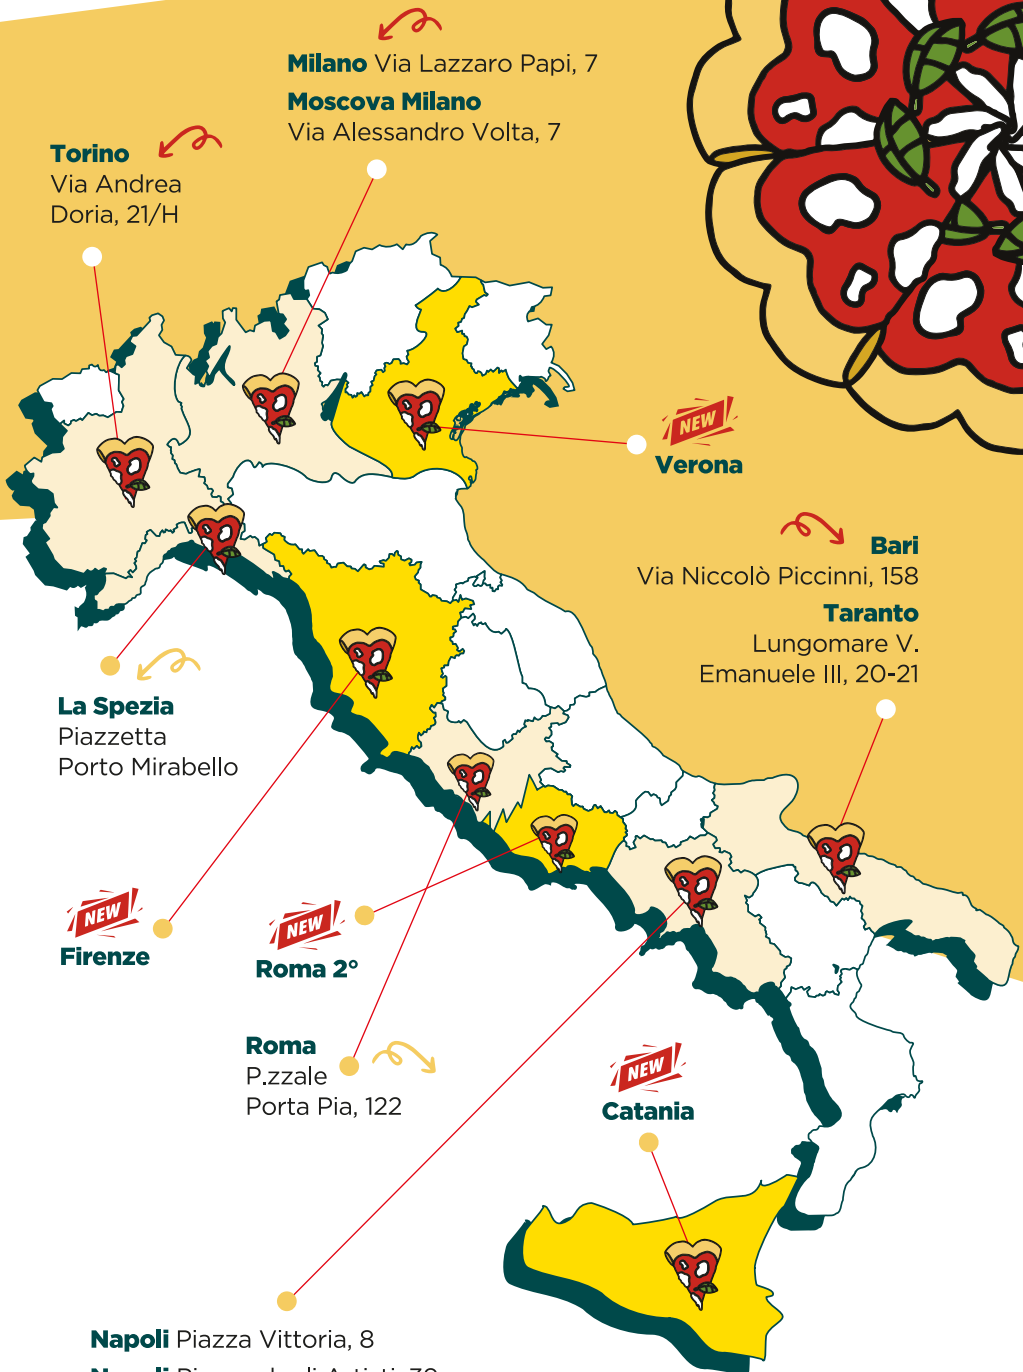 Milano Via Lazzaro Papi, 7
Moscova Milano
Via Alessandro Volta, 7
Torino
Via Andrea
Doria, 21/H
NEW
Verona
Bari
Via Niccolò Piccinni, 158
Taranto
Lungomare V.
Emanuele III, 20-21
La Spezia
Piazzetta
Porto Mirabello
NEW
Firenze
NEW
Roma 2°
Roma
P.zzale
Porta Pia, 122
NEW
Catania
Napoli Piazza Vittoria, 8
Napoli